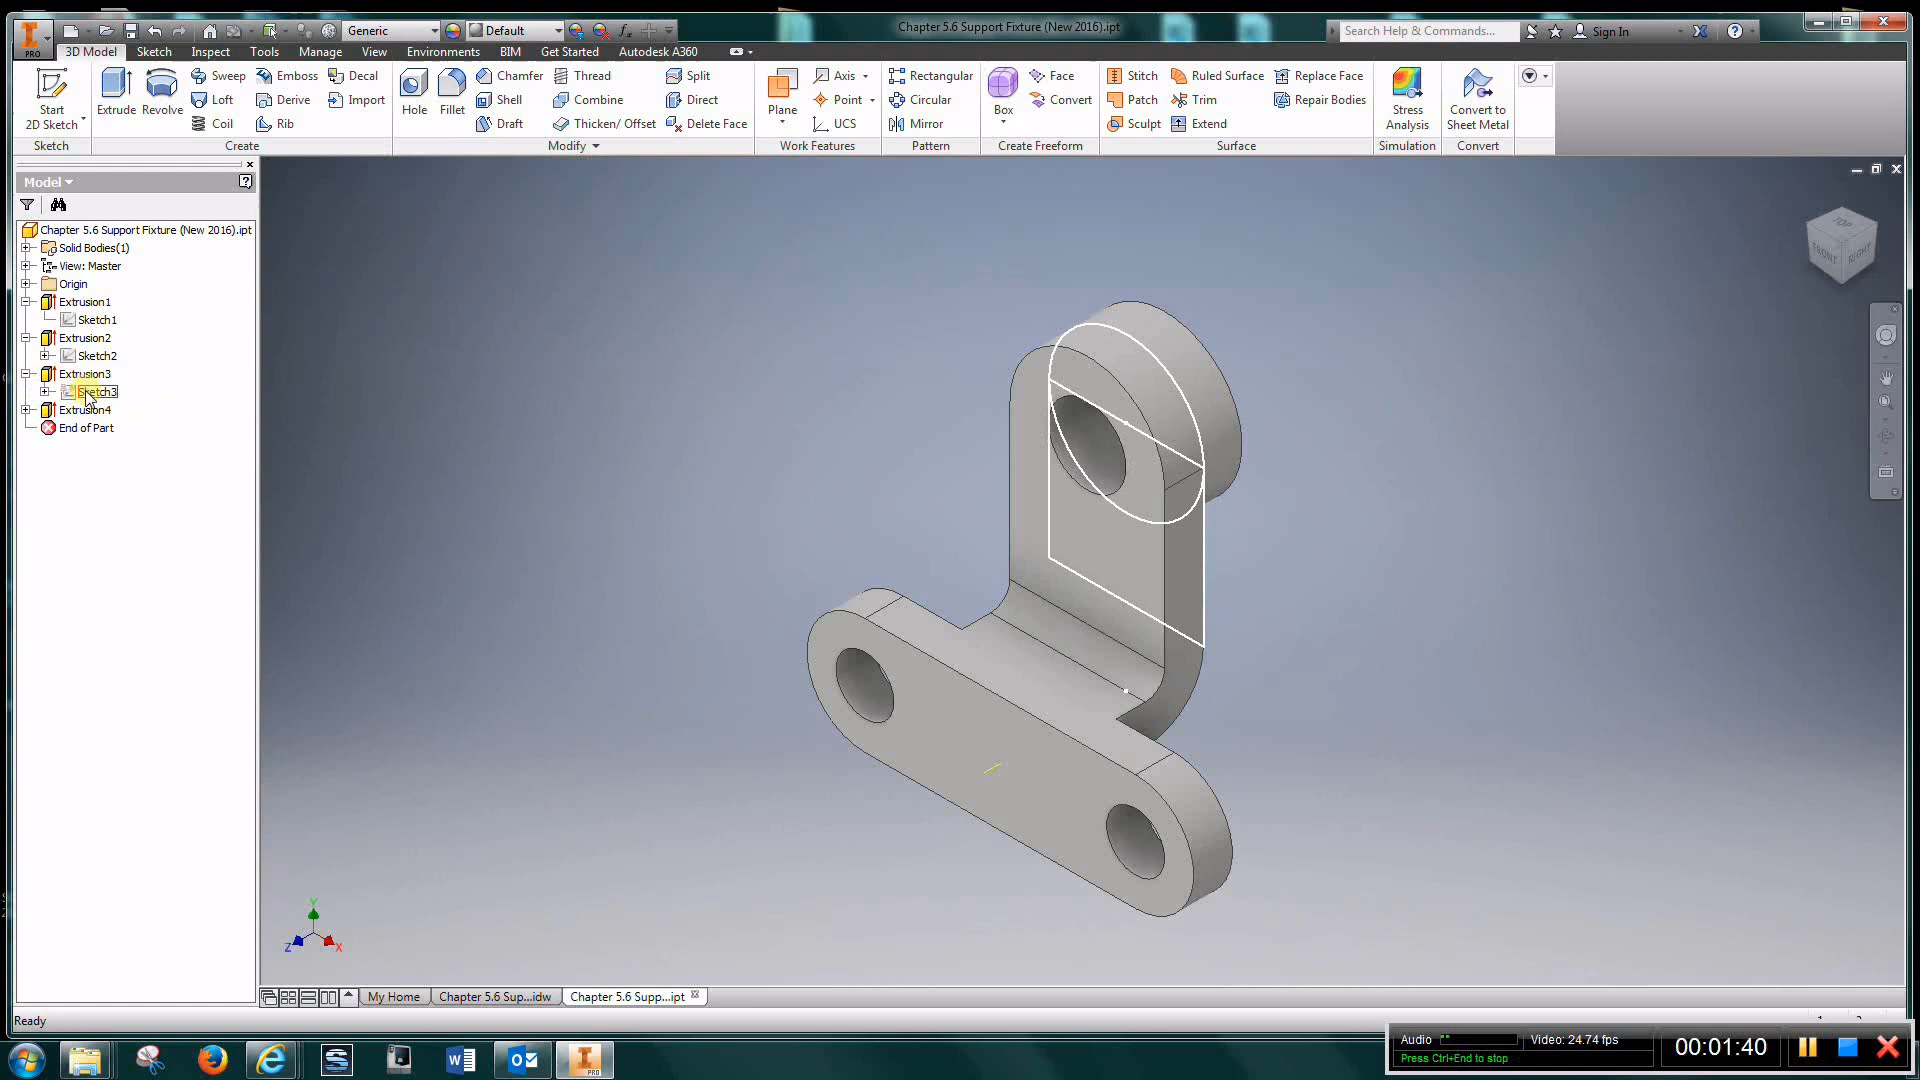 Chapter 5.6 Support Fixture (New 2016).ipt
Generic
Default
Search Help & Commands...
Sign In
PRO
3D Model
Sketch
Inspect
Tools
Manage
View
Environments
BIM
Get Started
Autodesk A360
Start
2D Sketch
Extrude
Revolve
Sweep
Emboss
Decal
Loft
Derive
Import
Coil
Rib
Hole
Fillet
Chamfer
Thread
Split
Shell
Combine
Direct
Draft
Thicken/ Offset
Delete Face
Plane
Axis
Point
UCS
Rectangular
Circular
Mirror
Box
Face
Convert
Stitch
Ruled Surface
Replace Face
Patch
Trim
Repair Bodies
Sculpt
Extend
Stress
Analysis
Convert to
Sheet Metal
Sketch
Create
Modify
Work Features
Pattern
Create Freeform
Surface
Simulation
Convert
Model
Chapter 5.6 Support Fixture (New 2016).ipt
Solid Bodies(1)
View: Master
Origin
Extrusion1
Sketch1
Extrusion2
Sketch2
Extrusion3
Sketch3
Extrusion4
End of Part
TOP
FRONT
RIGHT
Y
Z
X
My Home
Chapter 5.6 Sup...idw
Chapter 5.6 Supp...ipt
Ready
Audio
Video: 24.74 fps
Press Ctrl+End to stop
00:01:40
PRO